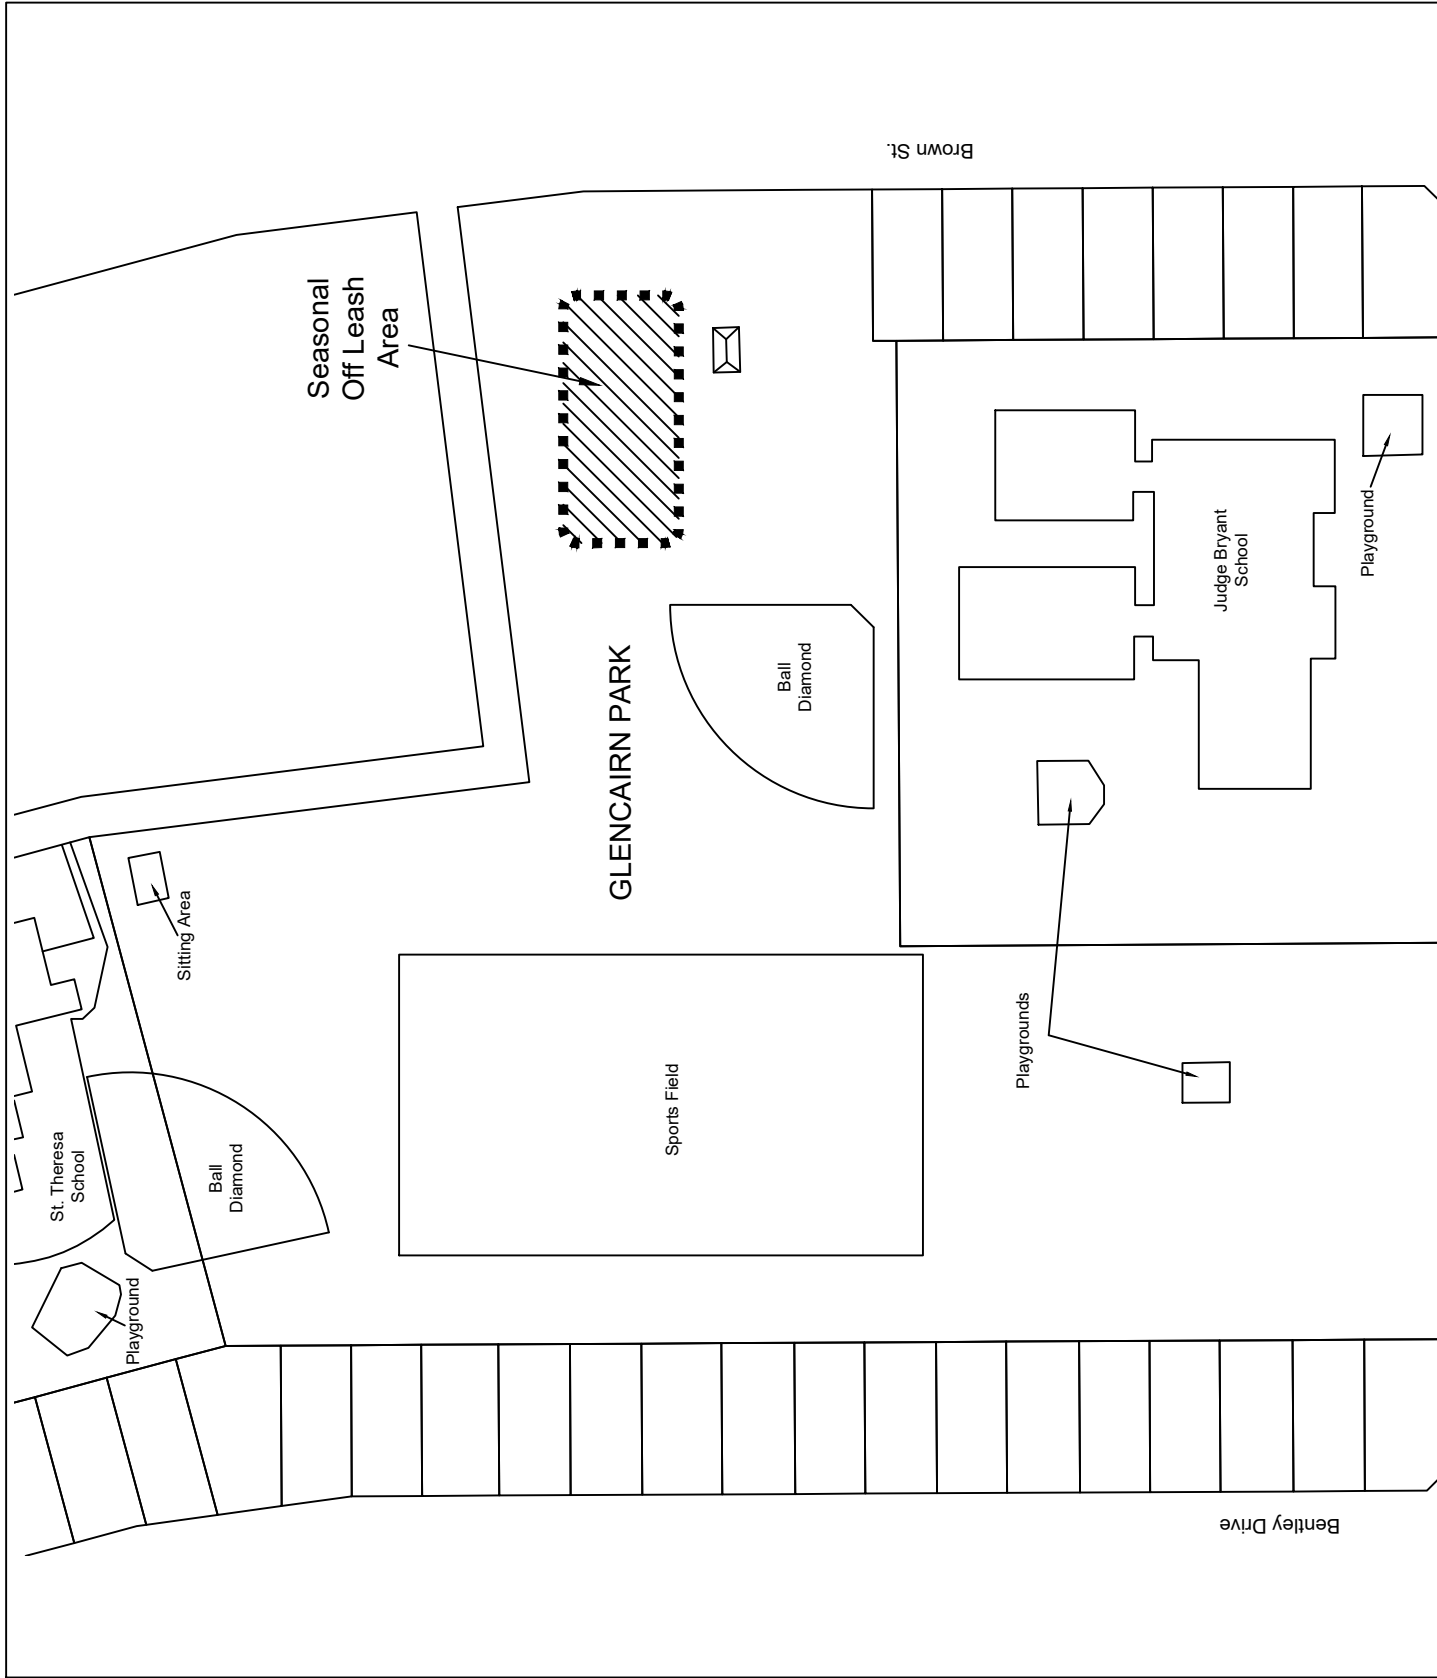 Brown St.
Seasonal
Off Leash
Area
GLENCAIRN PARK
Ball
Diamond
Judge Bryant
School
Playground
Sitting Area
Sports Field
Playgrounds
St. Theresa
School
Ball
Diamond
Playground
Bentley Drive